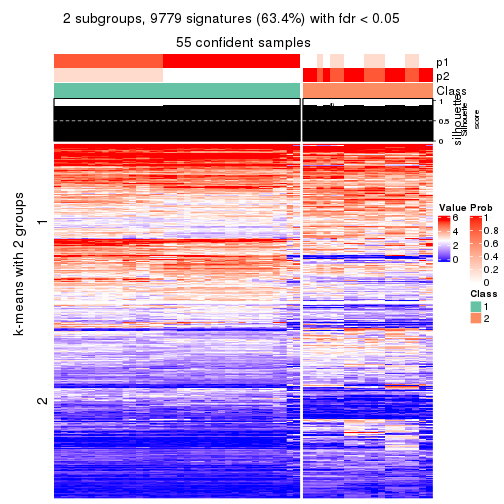 2 subgroups, 9779 signatures (63.4%) with fdr < 0.05
55 confident samples
p1
p2
Class
silhouette
1
0.5
0
Silhouette
score
k-means with 2 groups
1
2
Value
6
4
2
0
Prob
1
0.8
0.6
0.4
0.2
0
Class
1
2